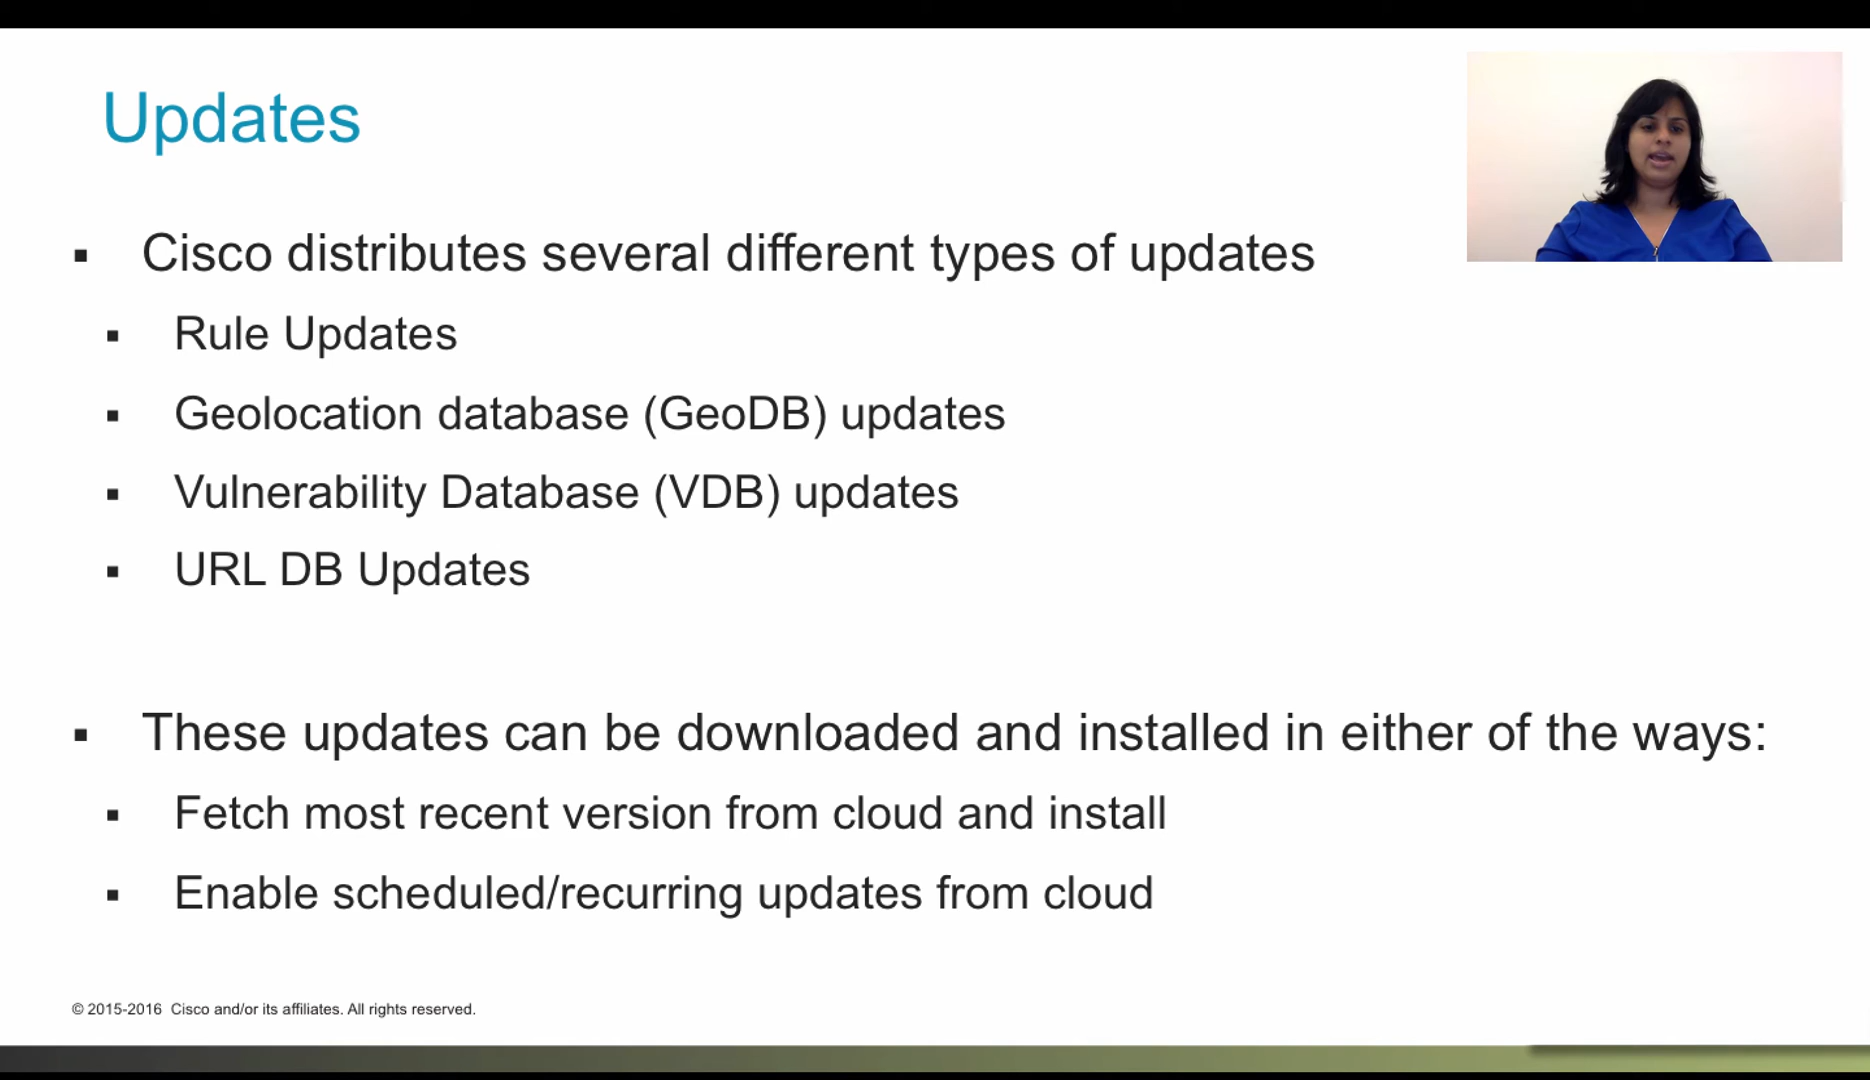 Updates
Cisco distributes several different types of updates
Rule Updates
Geolocation database (GeoDB) updates
Vulnerability Database (VDB) updates
URL DB Updates
These updates can be downloaded and installed in either of the ways:
Fetch most recent version from cloud and install
Enable scheduled/recurring updates from cloud
© 2015-2016 Cisco and/or its affiliates. All rights reserved.